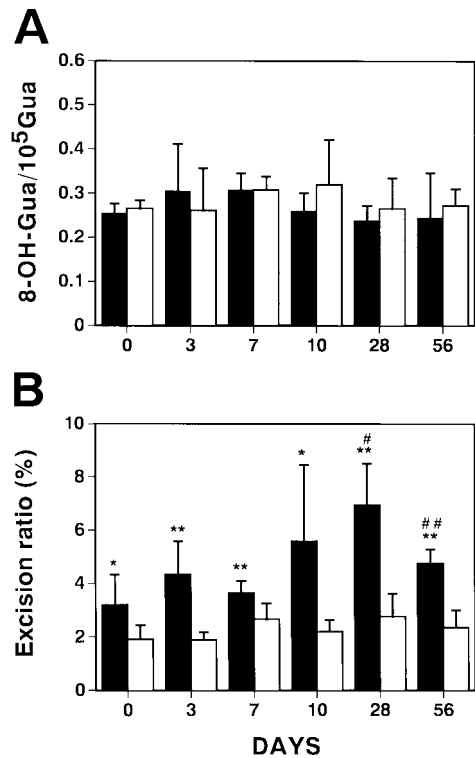 A
8-OH-Gua/10⁵Gua
0.6
0.5
0.4
0.3
0.2
0.1
0
0 3 7 10 28 56
B
Excision ratio (%)
10
8
6
4
2
0
* ** ** * # ** ## **
0 3 7 10 28 56
DAYS